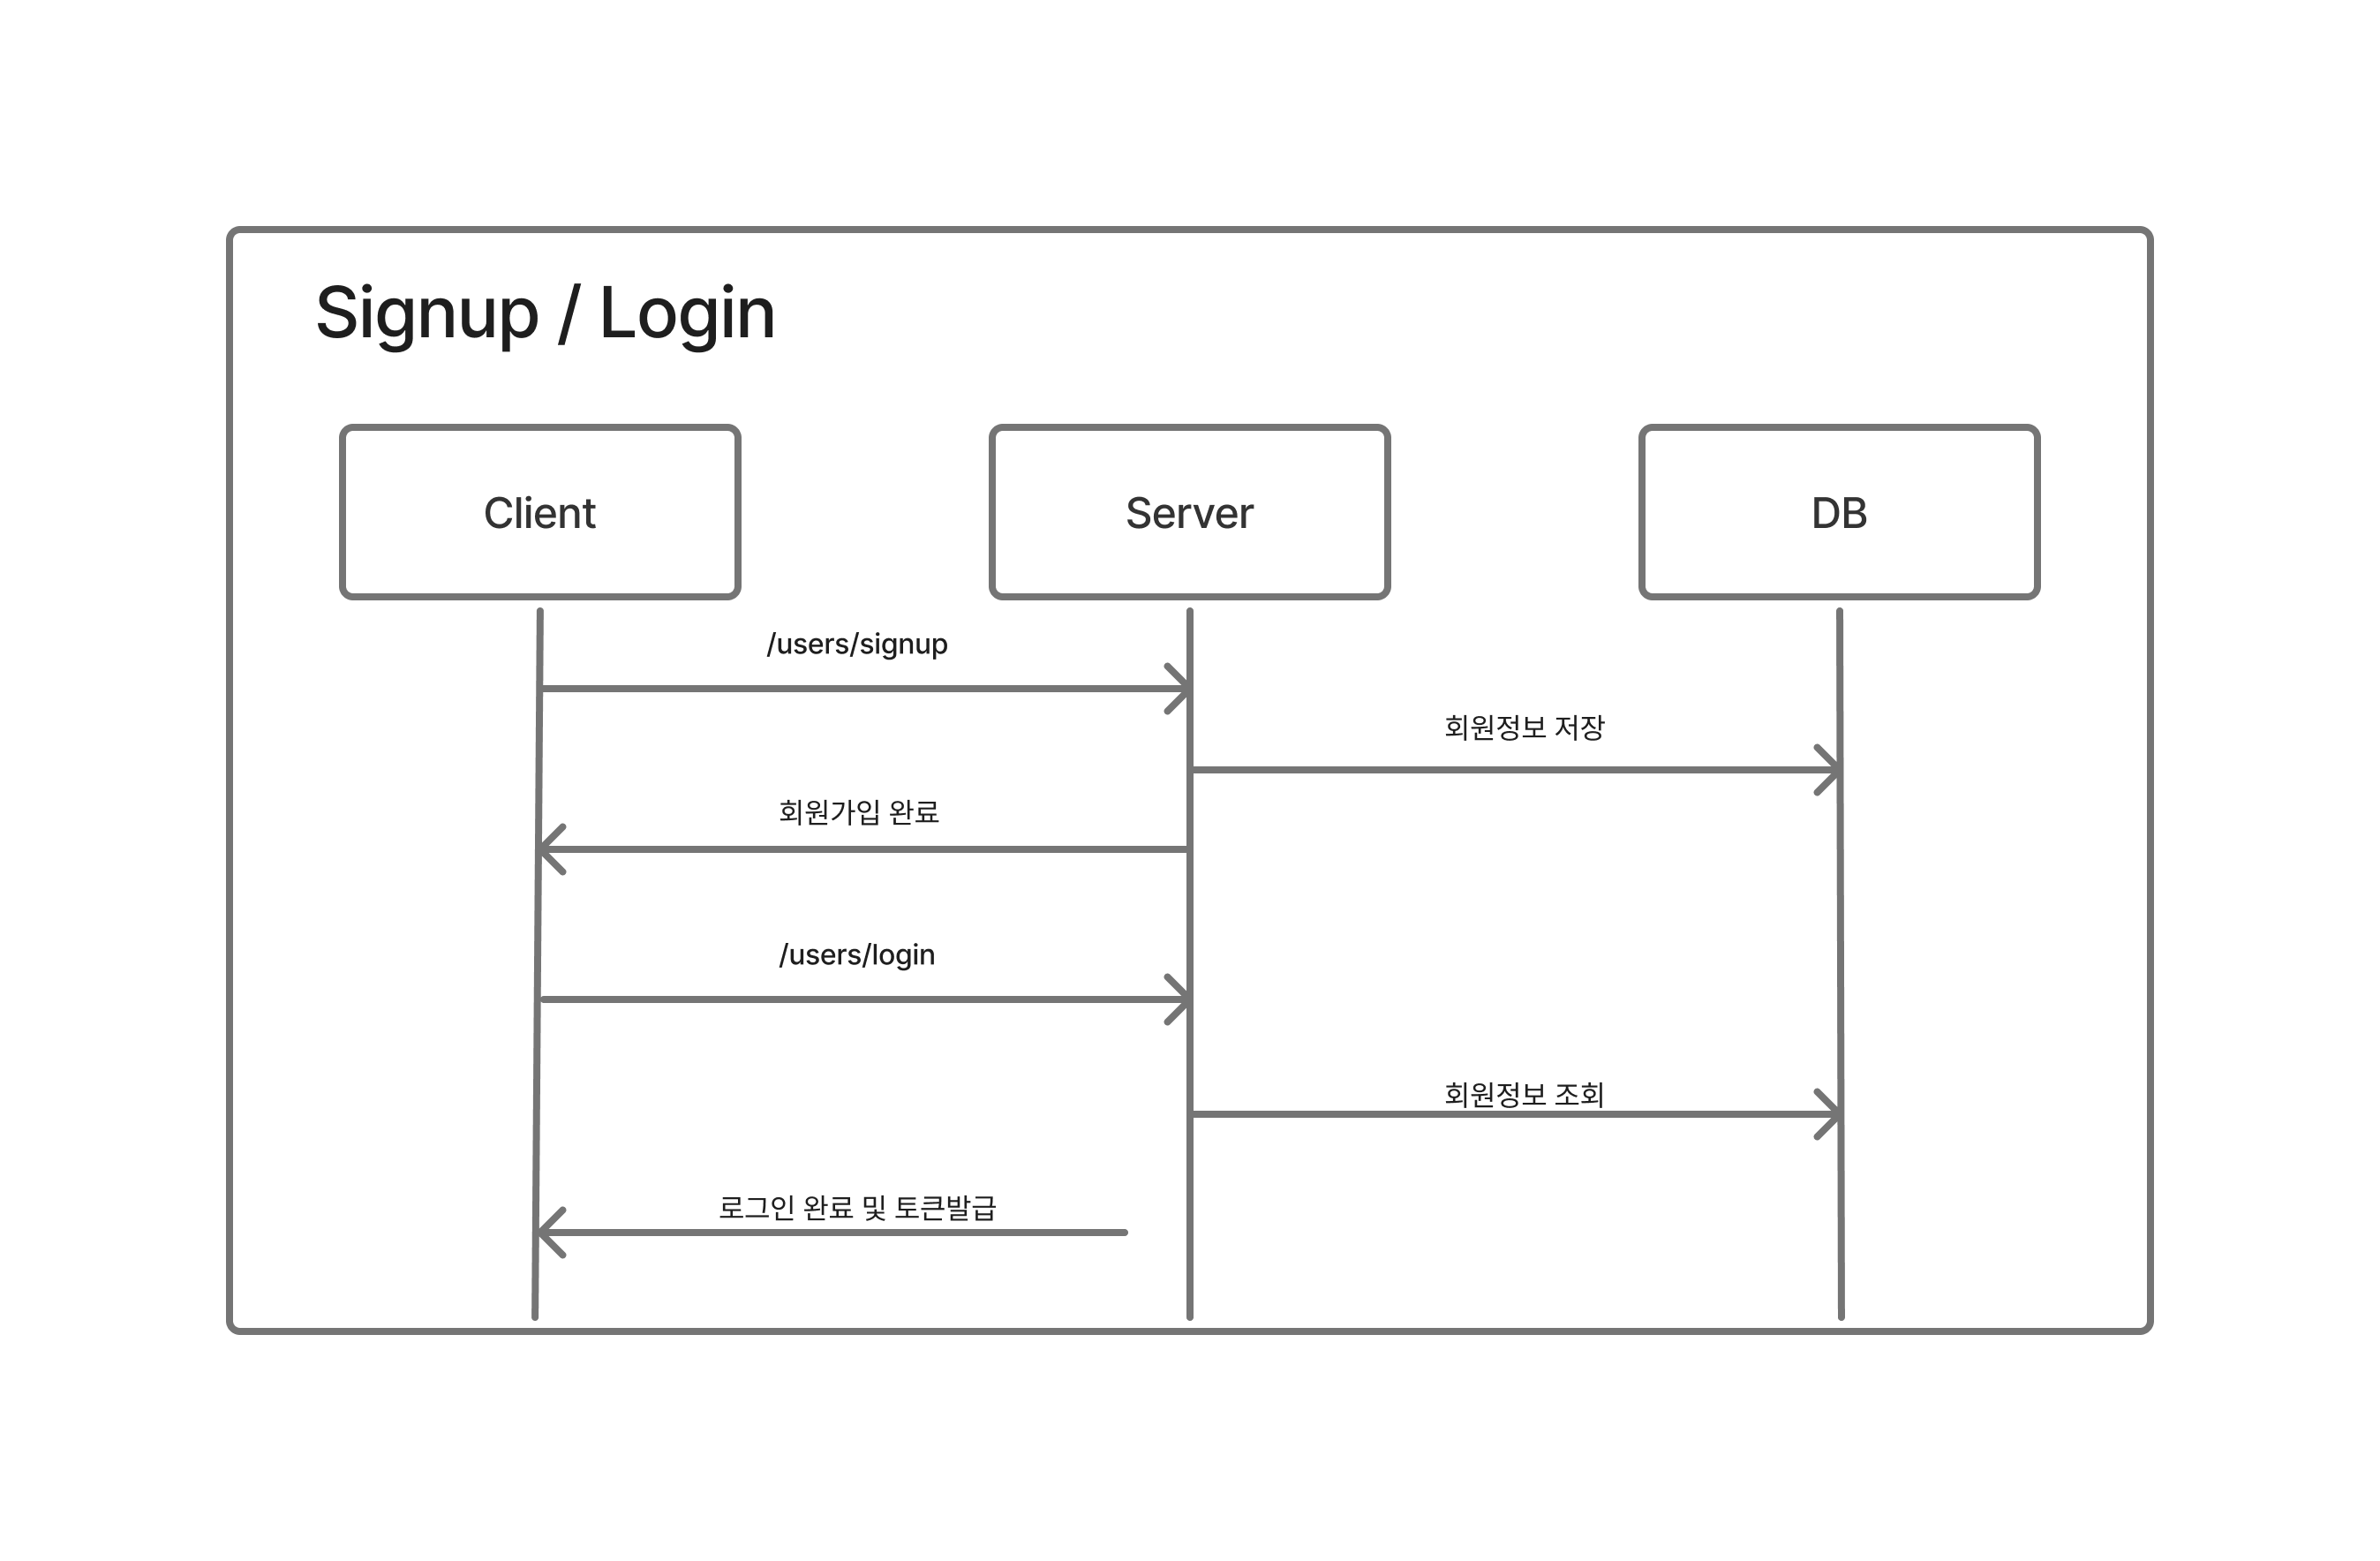 Signup / Login
Client
Server
DB
/users/signup
회원정보 저장
회원가입 완료
/users/login
회원정보 조회
로그인 완료 및 토큰발급